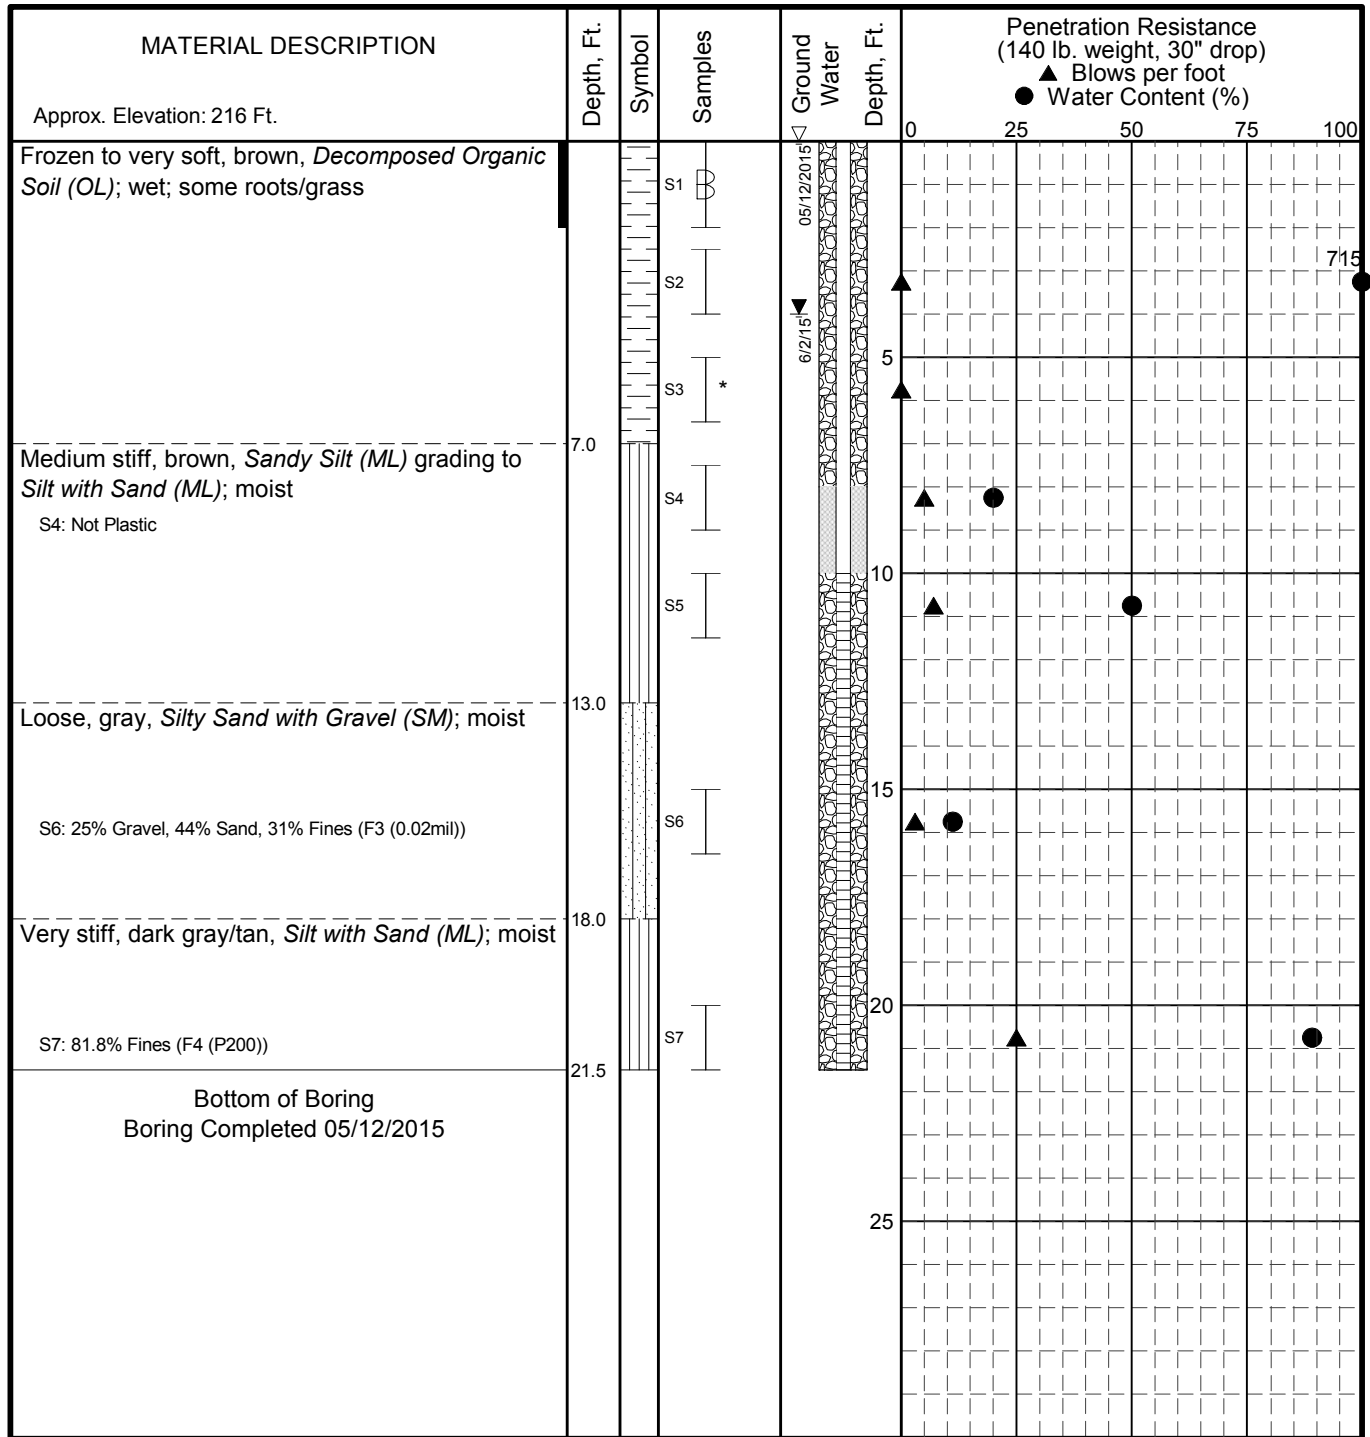 MATERIAL DESCRIPTION
Approx. Elevation: 216 Ft.
Depth, Ft.
Symbol
Samples
Ground
Water
Depth, Ft.
Penetration Resistance
(140 lb. weight, 30" drop)
▲ Blows per foot
● Water Content (%)
0 25 50 75 100
Frozen to very soft, brown, Decomposed Organic
Soil (OL); wet; some roots/grass
S1
05/12/2015
S2
715
6/2/15
5
S3 *
7.0
Medium stiff, brown, Sandy Silt (ML) grading to
Silt with Sand (ML); moist
S4: Not Plastic
S4
10
S5
13.0
Loose, gray, Silty Sand with Gravel (SM); moist
15
S6: 25% Gravel, 44% Sand, 31% Fines (F3 (0.02mil))
S6
18.0
Very stiff, dark gray/tan, Silt with Sand (ML); moist
20
S7: 81.8% Fines (F4 (P200))
S7
21.5
Bottom of Boring
Boring Completed 05/12/2015
25